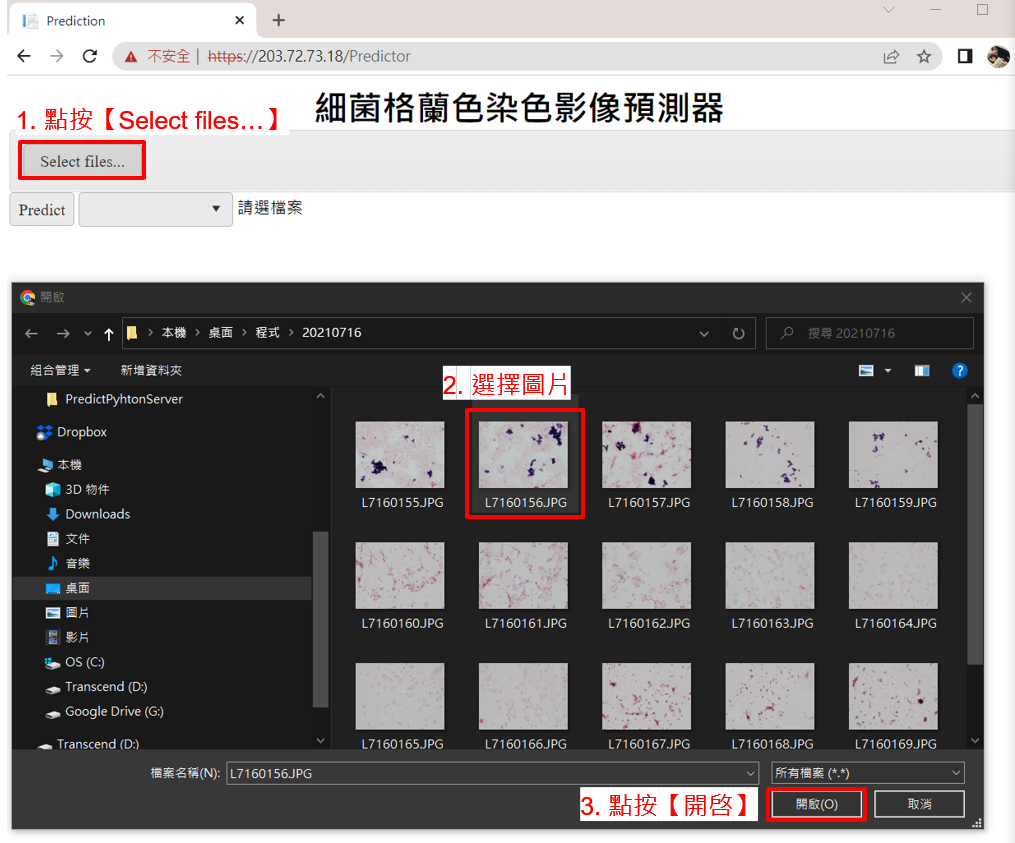 Prediction
不安全 | https://203.72.73.18/Predictor
細菌格蘭色染色影像預測器
1. 點按【Select files...】
Select files...
Predict
請選檔案
開啟
本機 > 桌面 > 程式 > 20210716
搜尋 20210716
組合管理
新增資料夾
2. 選擇圖片
PredictPyhtonServer
Dropbox
本機
3D 物件
Downloads
文件
音樂
桌面
圖片
影片
OS (C:)
Transcend (D:)
Google Drive (G:)
Transcend (D:)
L7160155.JPG L7160156.JPG L7160157.JPG L7160158.JPG L7160159.JPG
L7160160.JPG L7160161.JPG L7160162.JPG L7160163.JPG L7160164.JPG
L7160165.JPG L7160166.JPG L7160167.JPG L7160168.JPG L7160169.JPG
檔案名稱(N): L7160156.JPG
所有檔案 (*.*)
3. 點按【開啓】
開啟(O)
取消